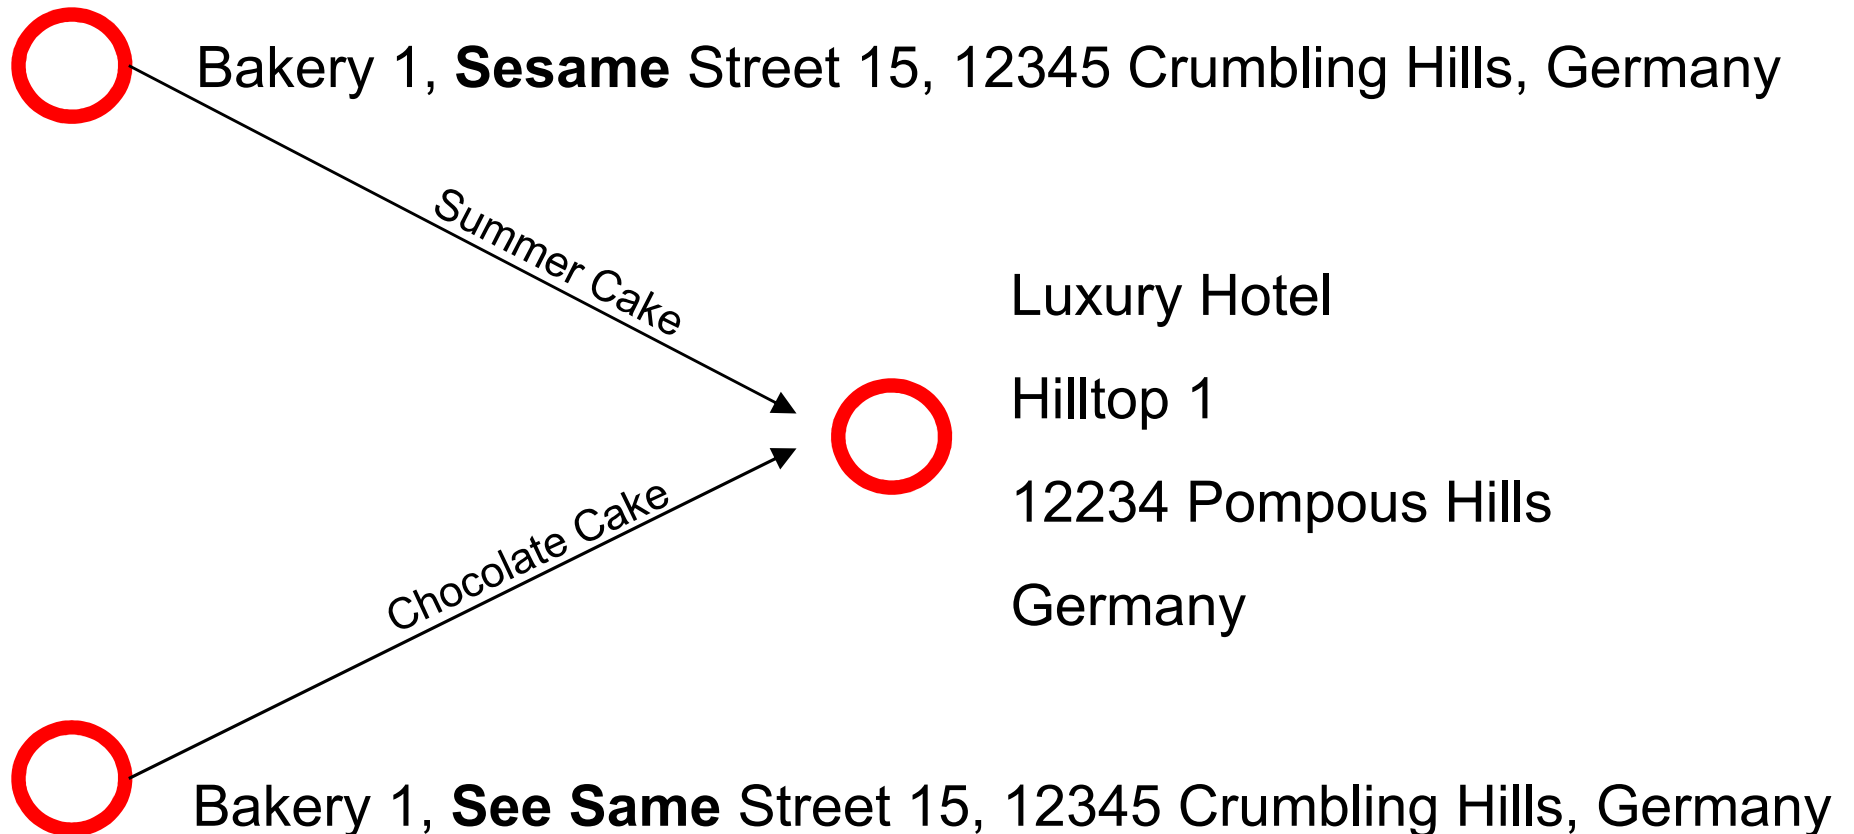 Bakery 1, Sesame Street 15, 12345 Crumbling Hills, Germany
Summer Cake
Luxury Hotel
Hilltop 1
12234 Pompous Hills
Germany
Chocolate Cake
Bakery 1, See Same Street 15, 12345 Crumbling Hills, Germany